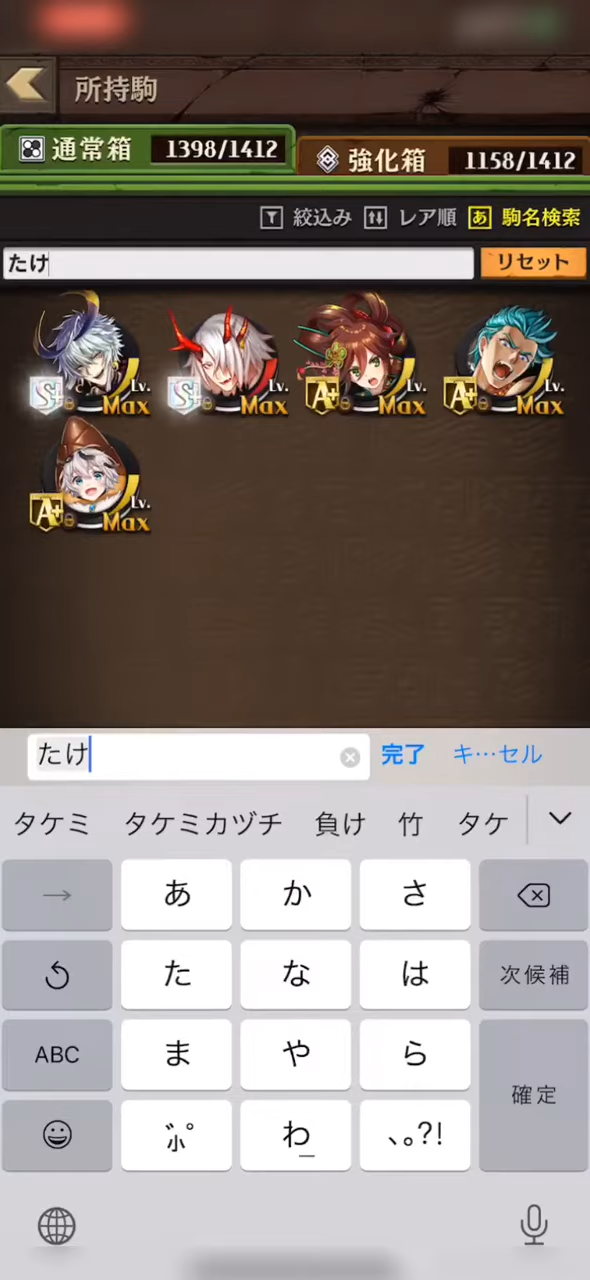 所持駒
通常箱 1398/1412
強化箱 1158/1412
絞込み レア順 あ 駒名検索
たけ リセット
S+ Lv. Max S+ Lv. Max A+ Lv. Max A+ Lv. Max
A+ Lv. Max
たけ 完了 キ…セル
タケミ タケミカヅチ 負け 竹 タケ
→ あ か さ
た な は 次候補
ABC ま や ら
確定
゛゜小 わ_ 、。?!